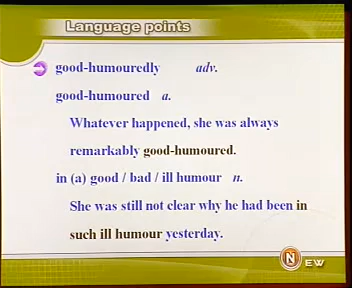 Language points
good-humouredly adv.
good-humoured a.
Whatever happened, she was always
remarkably good-humoured.
in (a) good / bad / ill humour n.
She was still not clear why he had been in
such ill humour yesterday.
NEW